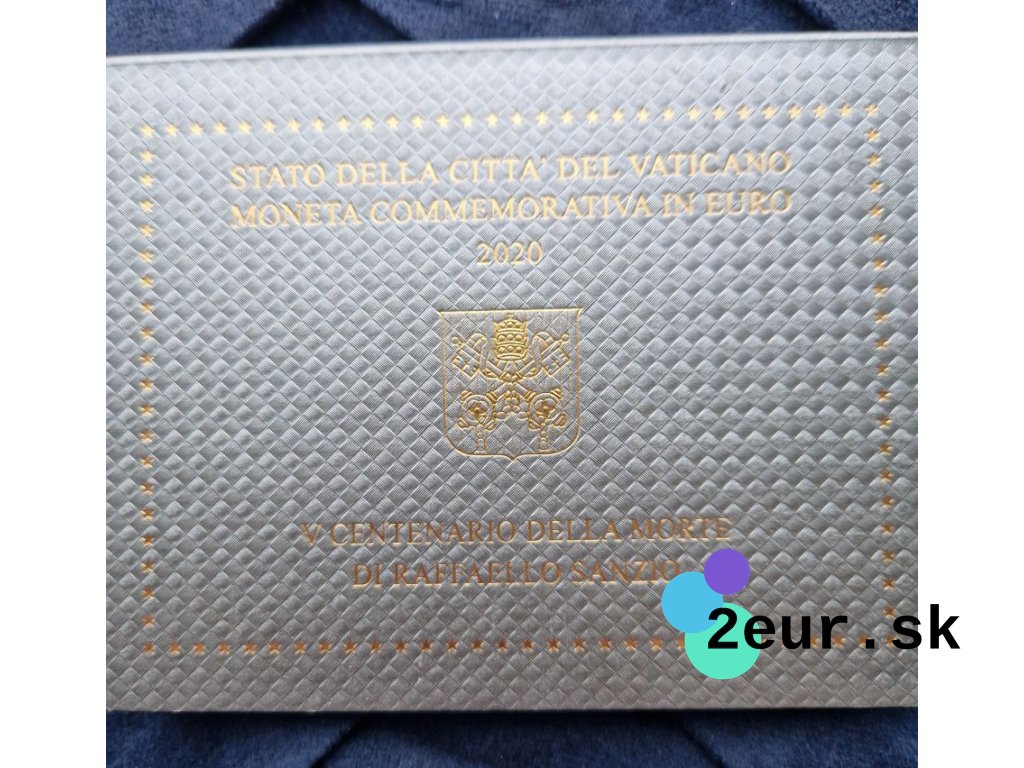 STATO DELLA CITTA' DEL VATICANO
MONETA COMMEMORATIVA IN EURO
2020
V CENTENARIO DELLA MORTE
DI RAFFAELLO SANZIO
2eur.sk